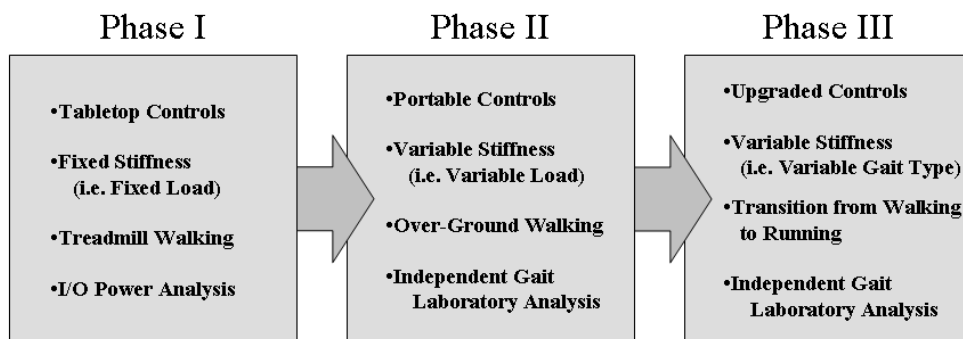 Phase I
•Tabletop Controls
•Fixed Stiffness
(i.e. Fixed Load)
•Treadmill Walking
•I/O Power Analysis
Phase II
•Portable Controls
•Variable Stiffness
(i.e. Variable Load)
•Over-Ground Walking
•Independent Gait
Laboratory Analysis
Phase III
•Upgraded Controls
•Variable Stiffness
(i.e. Variable Gait Type)
•Transition from Walking
to Running
•Independent Gait
Laboratory Analysis